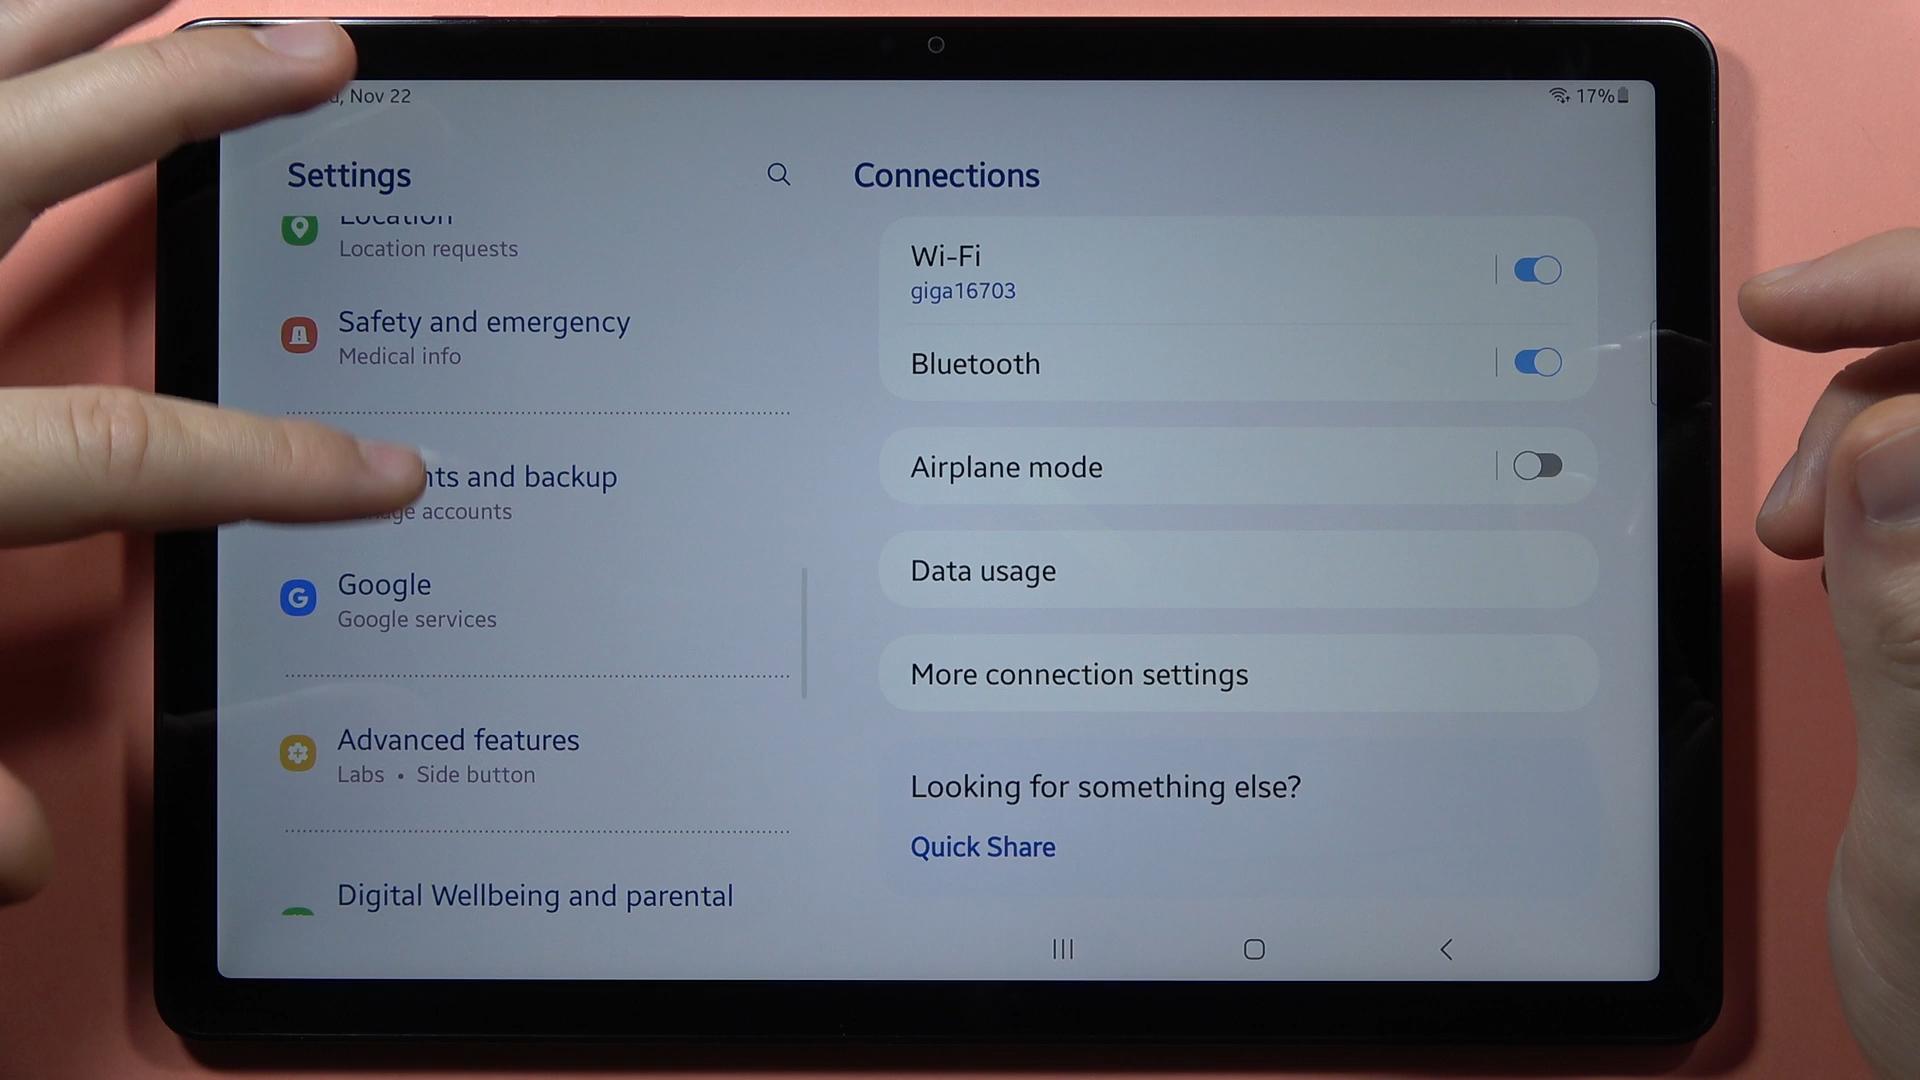 Nov 22
17%
Settings
Connections
Location
Location requests
Safety and emergency
Medical info
and backup
accounts
Google
Google services
Advanced features
Labs • Side button
Digital Wellbeing and parental
Wi-Fi
giga16703
Bluetooth
Airplane mode
Data usage
More connection settings
Looking for something else?
Quick Share